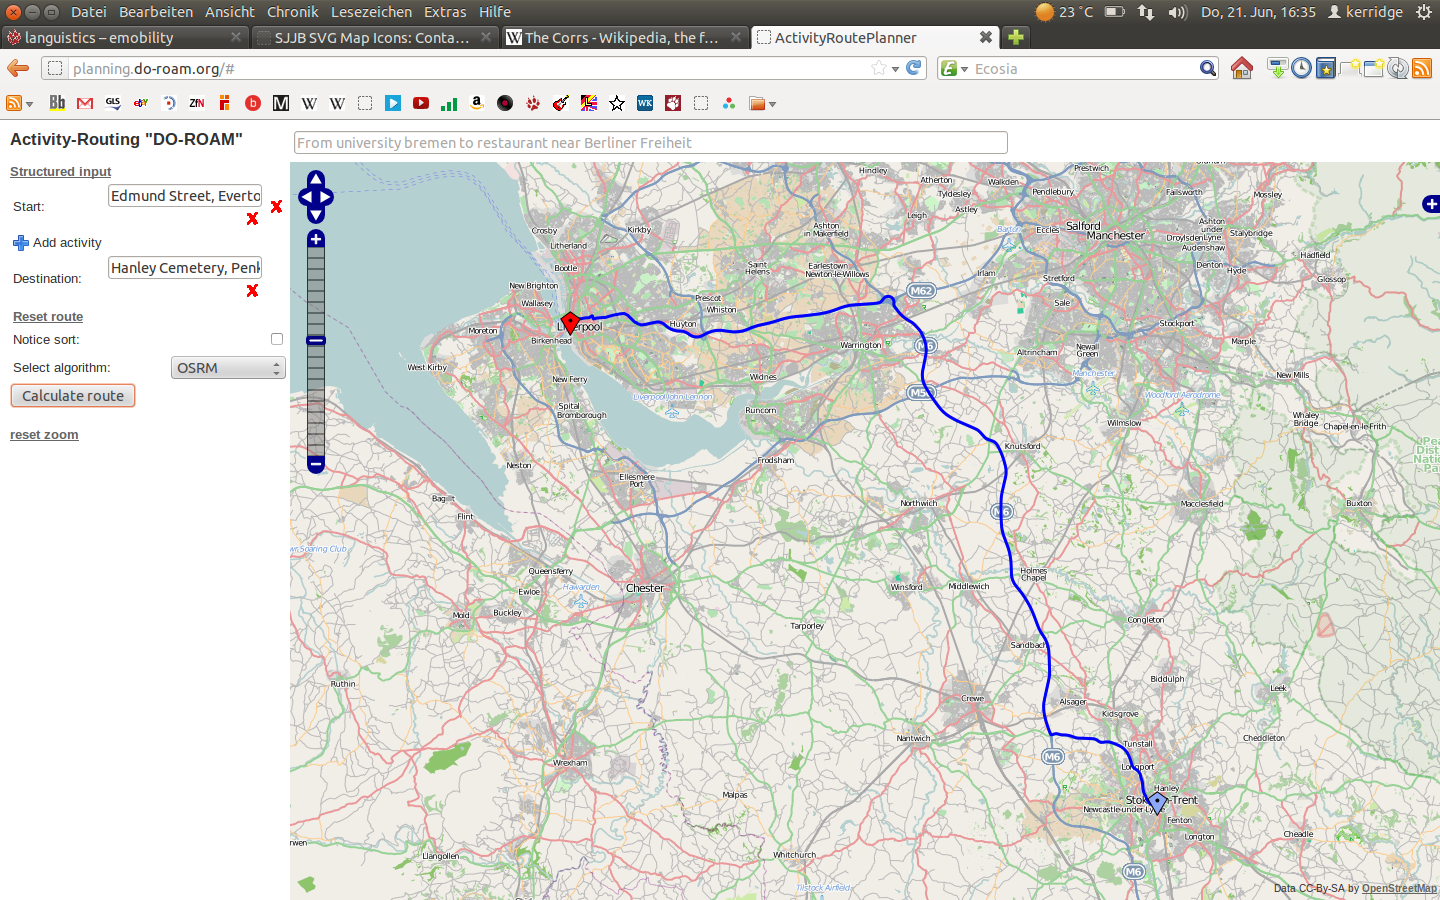 Datei Bearbeiten Ansicht Chronik Lesezeichen Extras Hilfe
23 °C Do, 21. Jun, 16:35 kerridge
languistics – emobility
SJJB SVG Map Icons: Conta...
The Corrs - Wikipedia, the f...
ActivityRoutePlanner
planning.do-roam.org/#
Ecosia
Activity-Routing "DO-ROAM"
From university bremen to restaurant near Berliner Freiheit
Structured input
Start: Edmund Street, Everto
Add activity
Destination: Hanley Cemetery, Penk
Reset route
Notice sort:
Select algorithm: OSRM
Calculate route
reset zoom
Hindley
Atherton
Walkden
Prestwich
Tyldesley
Pendlebury
Failsworth
Mossley
Leigh
Astley
Crosby
Kirkby
Ashton
in Makerfield
Barton
Eccles
Salford
Manchester
Ashton
under
Lyne
Droylsden
Stalybridge
Audenshaw
Litherland
Bootle
Saint
Helens
Earlestown
Newton-le-Willows
Irlam
Stretford
Denton
Hyde
Hadfield
Glossop
New Brighton
Wallasey
Prescot
Whiston
M62
Sale
Moreton
Liverpool
Huyton
Stockport
Birkenhead
Warrington
M6
Altrincham
Newall
Green
Marple
West Kirby
New Ferry
Widnes
Manchester
New Mills
Liverpool John Lennon
M56
Woodford Aerodrome
Spital
Bromborough
Runcorn
Wilmslow
Whaley
Bridge
Chapel-en-le-Frith
Neston
Frodsham
Knutsford
Ellesmere
Port
Bagillt
Northwich
Macclesfield
Buxton
Flint
M6
Queensferry
Hawarden
Ewloe
Chester
Winsford
Middlewich
Holmes
Chapel
Mold
Buckley
Tarporley
Congleton
Sandbach
Ruthin
Biddulph
Leek
Crewe
Alsager
Kidsgrove
Nantwich
Tunstall
Cheddleton
Wrexham
M6
Longport
Malpas
Hanley
Newcastle-under-Lyme
Fenton
Longton
Cheadle
Llangollen
Whitchurch
M6
Tilstock Airfield
Data CC-By-SA by OpenStreetMap